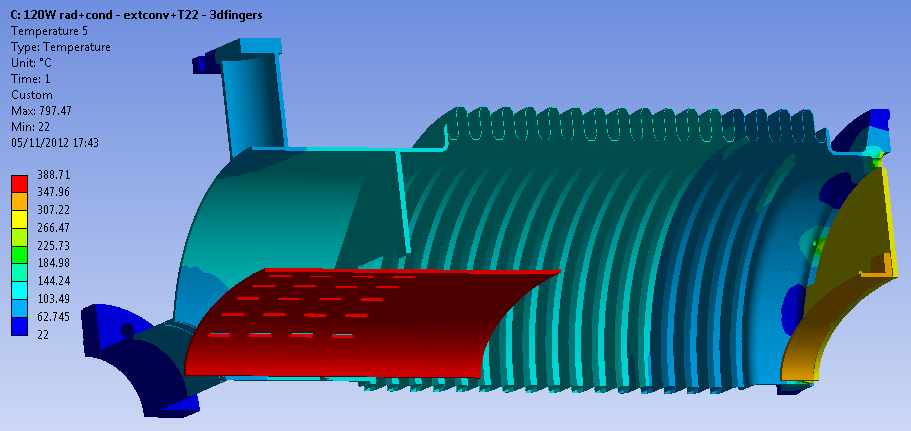 C: 120W rad+cond - extconv+T22 - 3dfingers
Temperature 5
Type: Temperature
Unit: °C
Time: 1
Custom
Max: 797.47
Min: 22
05/11/2012 17:43
388.71
347.96
307.22
266.47
225.73
184.98
144.24
103.49
62.745
22